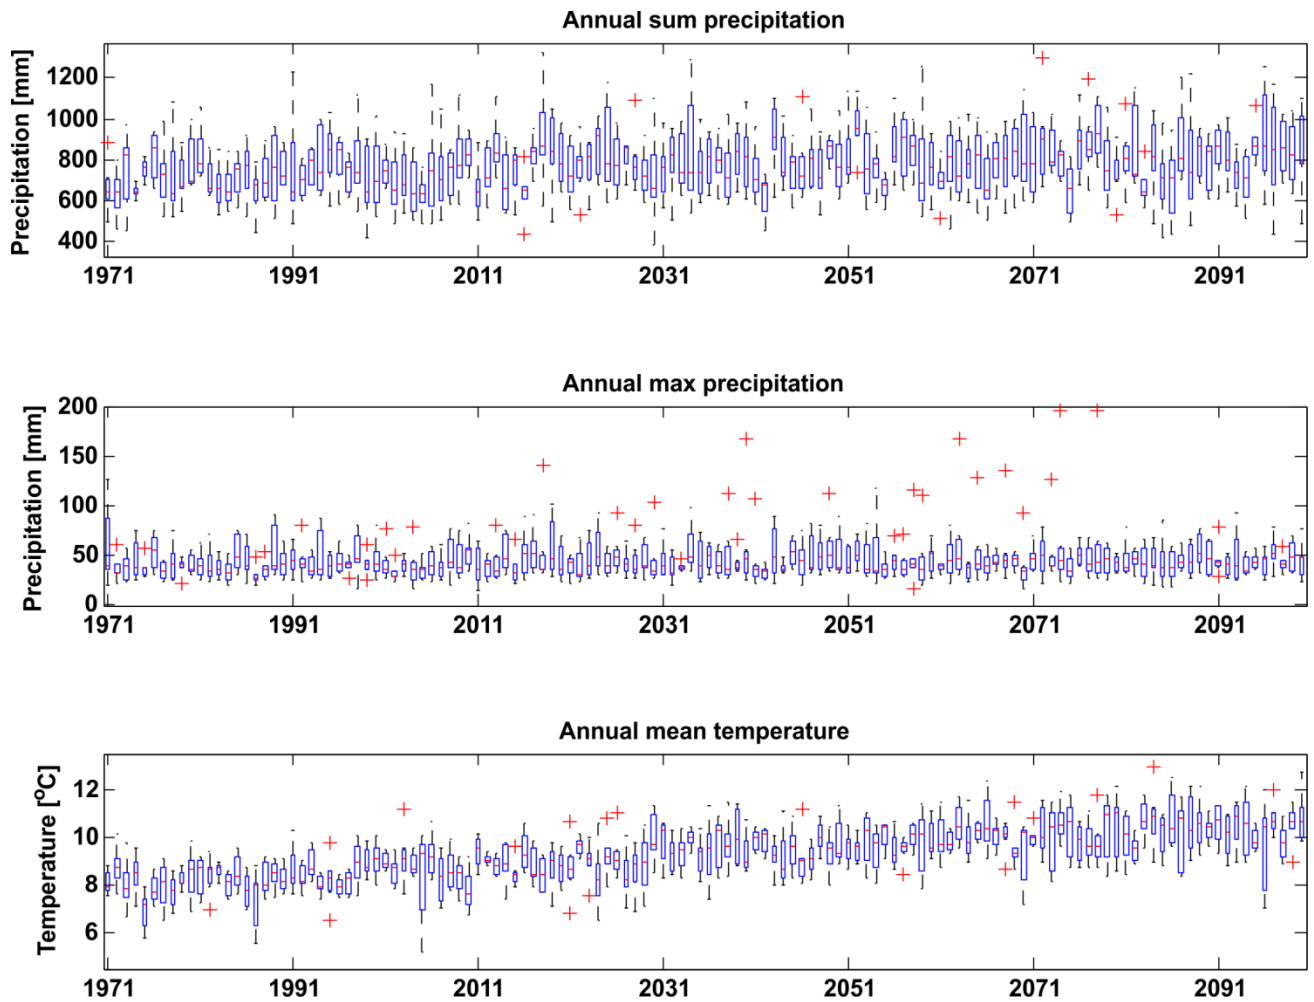 Annual sum precipitation
Precipitation [mm]
1200
1000
800
600
400
1971 1991 2011 2031 2051 2071 2091
Annual max precipitation
Precipitation [mm]
200
150
100
50
0
1971 1991 2011 2031 2051 2071 2091
Annual mean temperature
Temperature [°C]
12
10
8
6
1971 1991 2011 2031 2051 2071 2091